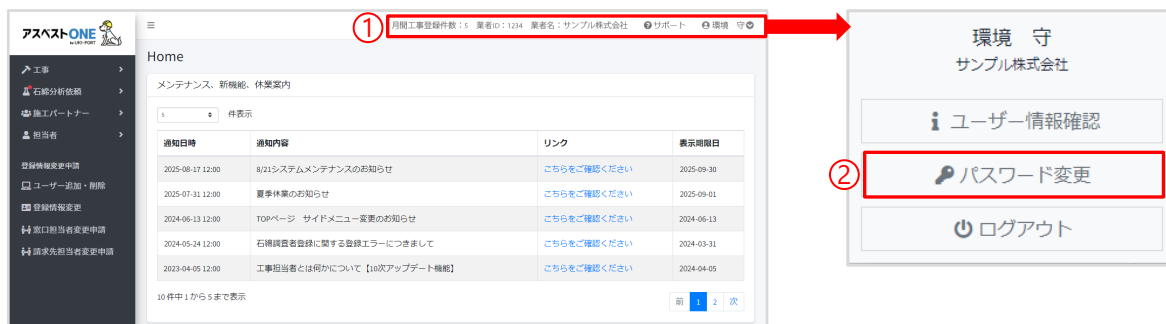 アスベストONE
by UKI-PORT
工事
石綿分析依頼
施工パートナー
担当者
登録情報変更申請
ユーザー追加・削除
登録情報変更
窓口担当者変更申請
請求先担当者変更申請
①
月間工事登録件数：5 業者ID：1234 業者名：サンプル株式会社 サポート 環境 守
Home
メンテナンス、新機能、休業案内
5 件表示
通知日時 通知内容 リンク 表示期限日
2025-08-17 12:00 8/21システムメンテナンスのお知らせ こちらをご確認ください 2025-09-30
2025-07-31 12:00 夏季休業のお知らせ こちらをご確認ください 2025-09-01
2024-06-13 12:00 TOPページ サイドメニュー変更のお知らせ こちらをご確認ください 2024-06-13
2024-05-24 12:00 石綿調査者登録に関する登録エラーにつきまして こちらをご確認ください 2024-03-31
2023-04-05 12:00 工事担当者とは何かについて【10次アップデート機能】 こちらをご確認ください 2024-04-05
10 件中 1 から 5 まで表示
前 1 2 次
環境 守
サンプル株式会社
ユーザー情報確認
②
パスワード変更
ログアウト